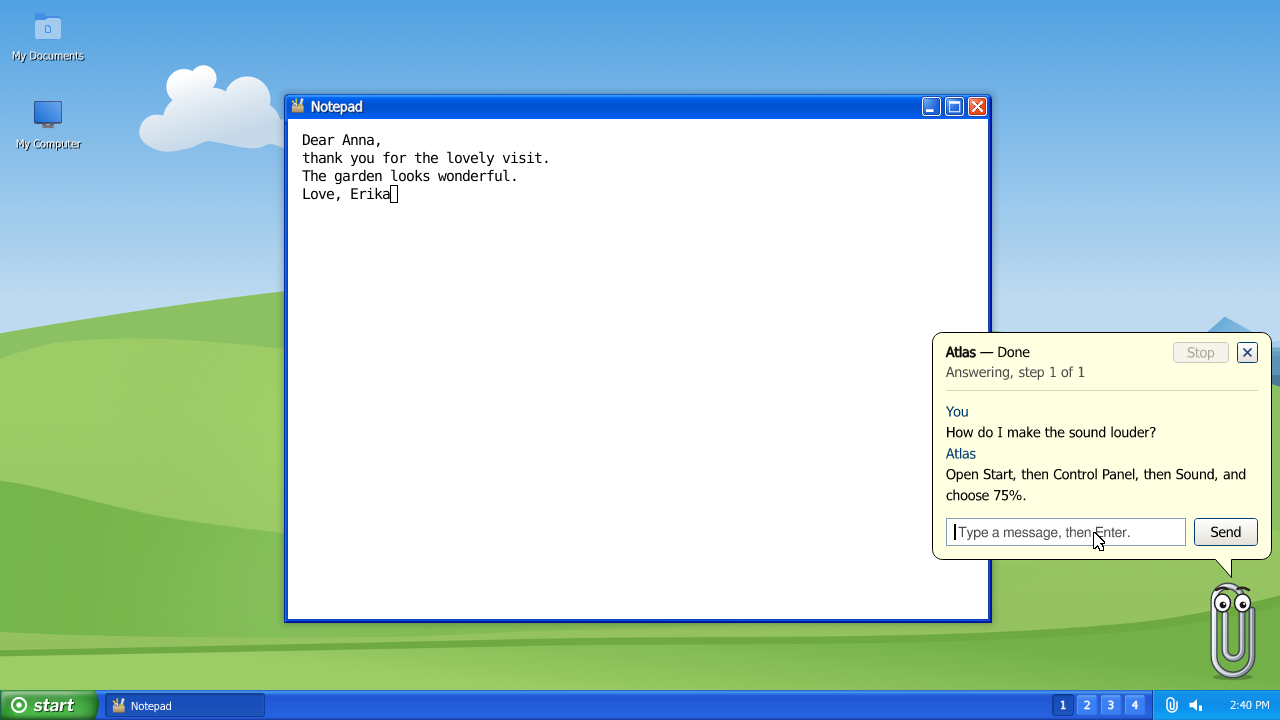 My Documents
My Computer
Notepad
Dear Anna,
thank you for the lovely visit.
The garden looks wonderful.
Love, Erika
Atlas — Done
Stop
Answering, step 1 of 1
You
How do I make the sound louder?
Atlas
Open Start, then Control Panel, then Sound, and
choose 75%.
Type a message, then Enter.
Send
start
Notepad
1 2 3 4
2:40 PM